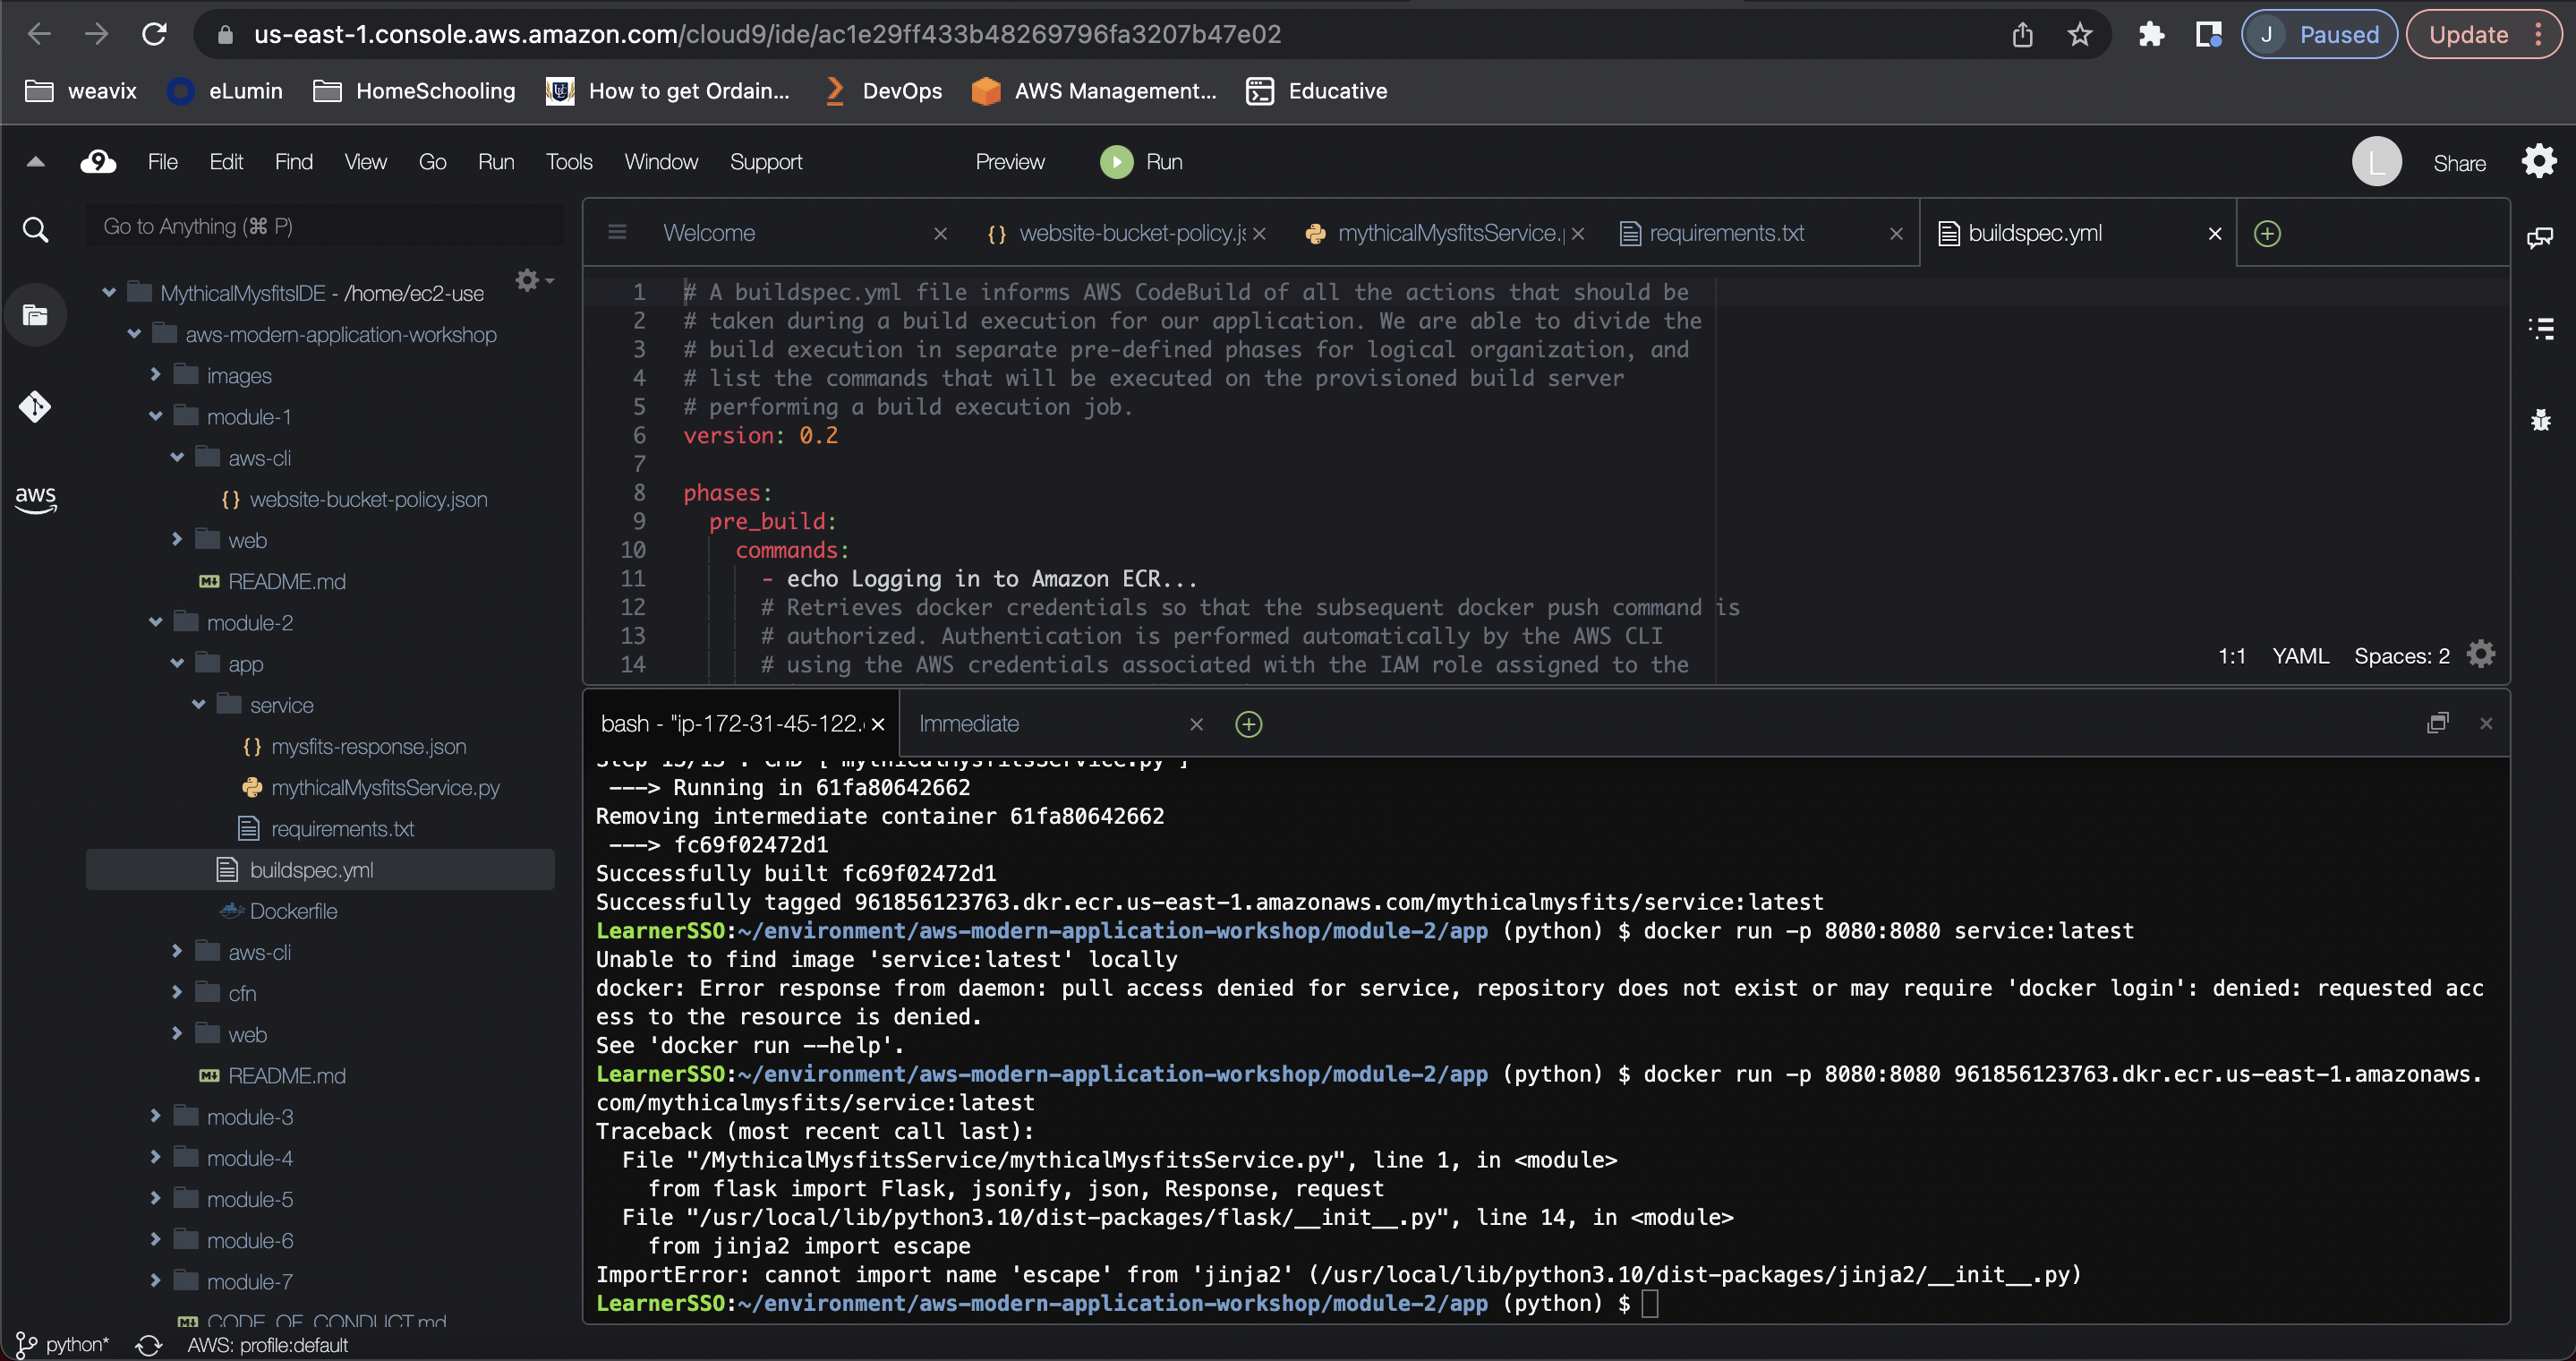 us-east-1.console.aws.amazon.com/cloud9/ide/ac1e29ff433b48269796fa3207b47e02
J Paused
Update
weavix
eLumin
HomeSchooling
How to get Ordain...
DevOps
AWS Management...
Educative
9 File Edit Find View Go Run Tools Window Support Preview Run
L Share
Go to Anything (⌘ P)
aws
MythicalMysfitsIDE - /home/ec2-use
aws-modern-application-workshop
images
module-1
aws-cli
{} website-bucket-policy.json
web
README.md
module-2
app
service
{} mysfits-response.json
mythicalMysfitsService.py
requirements.txt
buildspec.yml
Dockerfile
aws-cli
cfn
web
README.md
module-3
module-4
module-5
module-6
module-7
CODE_OF_CONDUCT.md
python*
AWS: profile:default
Welcome
{} website-bucket-policy.js
mythicalMysfitsService.p
requirements.txt
buildspec.yml
1 # A buildspec.yml file informs AWS CodeBuild of all the actions that should be
2 # taken during a build execution for our application. We are able to divide the
3 # build execution in separate pre-defined phases for logical organization, and
4 # list the commands that will be executed on the provisioned build server
5 # performing a build execution job.
6 version: 0.2
7
8 phases:
9 pre_build:
10 commands:
11 - echo Logging in to Amazon ECR...
12 # Retrieves docker credentials so that the subsequent docker push command is
13 # authorized. Authentication is performed automatically by the AWS CLI
14 # using the AWS credentials associated with the IAM role assigned to the
1:1 YAML Spaces: 2
bash - "ip-172-31-45-122.
Immediate
Step 13/13 : CMD ["mythicalMysfitsService.py"]
---> Running in 61fa80642662
Removing intermediate container 61fa80642662
---> fc69f02472d1
Successfully built fc69f02472d1
Successfully tagged 961856123763.dkr.ecr.us-east-1.amazonaws.com/mythicalmysfits/service:latest
LearnerSSO:~/environment/aws-modern-application-workshop/module-2/app (python) $ docker run -p 8080:8080 service:latest
Unable to find image 'service:latest' locally
docker: Error response from daemon: pull access denied for service, repository does not exist or may require 'docker login': denied: requested acc
ess to the resource is denied.
See 'docker run --help'.
LearnerSSO:~/environment/aws-modern-application-workshop/module-2/app (python) $ docker run -p 8080:8080 961856123763.dkr.ecr.us-east-1.amazonaws.
com/mythicalmysfits/service:latest
Traceback (most recent call last):
File "/MythicalMysfitsService/mythicalMysfitsService.py", line 1, in <module>
from flask import Flask, jsonify, json, Response, request
File "/usr/local/lib/python3.10/dist-packages/flask/__init__.py", line 14, in <module>
from jinja2 import escape
ImportError: cannot import name 'escape' from 'jinja2' (/usr/local/lib/python3.10/dist-packages/jinja2/__init__.py)
LearnerSSO:~/environment/aws-modern-application-workshop/module-2/app (python) $